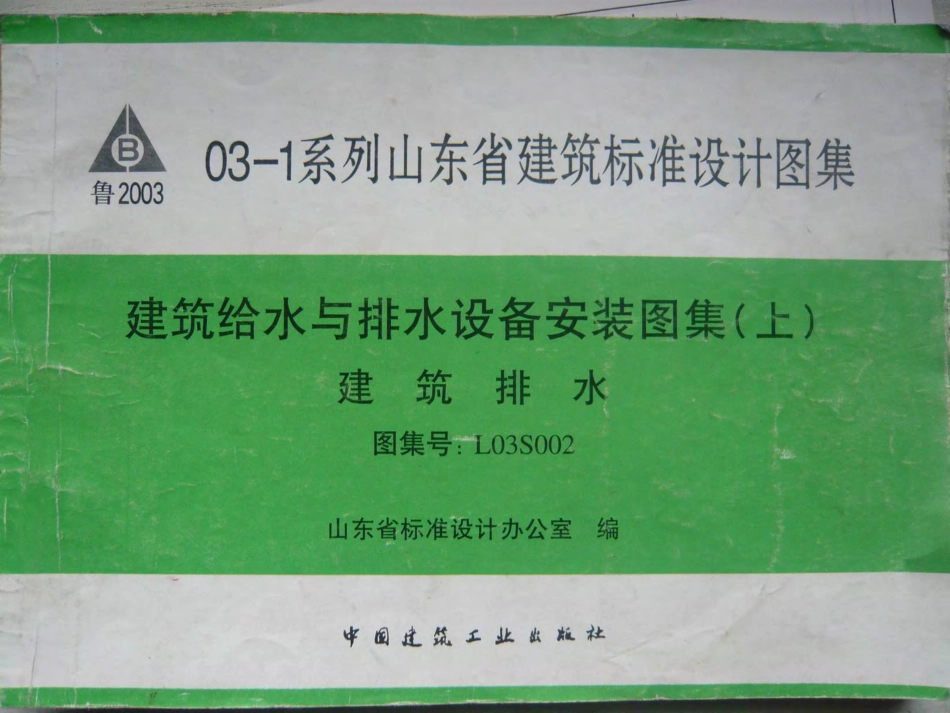 B
鲁2003
03-1系列山东省建筑标准设计图集
建筑给水与排水设备安装图集(上)
建筑排水
图集号: L03S002
山东省标准设计办公室 编
中国建筑工业出版社